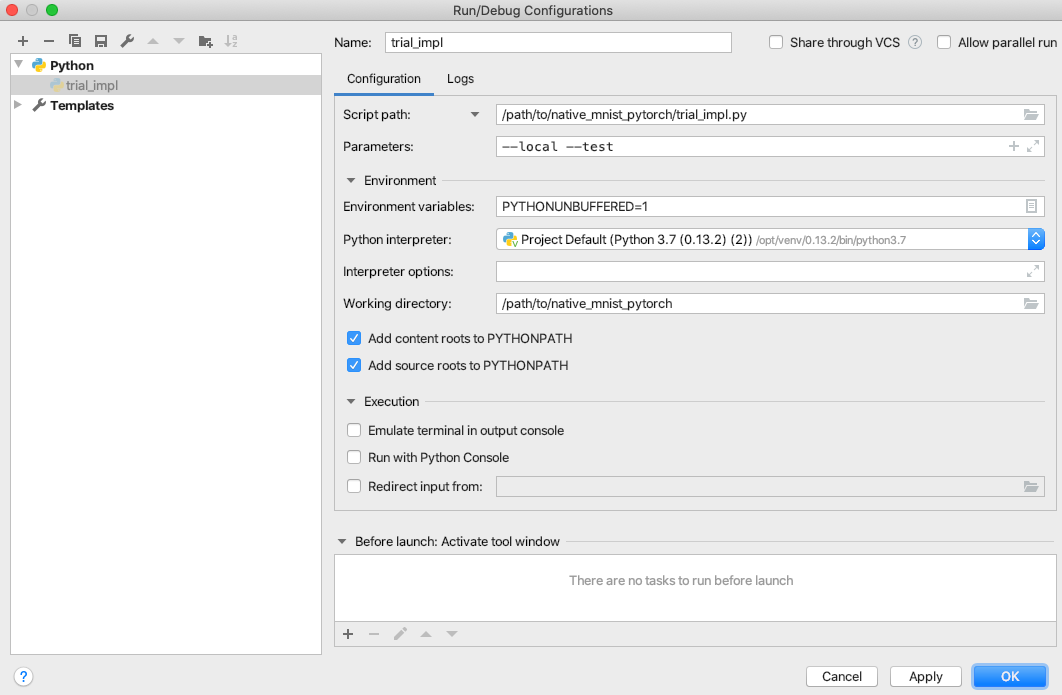 Run/Debug Configurations
Name: trial_impl Share through VCS ? Allow parallel run
Python
trial_impl
Templates
Configuration Logs
Script path: /path/to/native_mnist_pytorch/trial_impl.py
Parameters: --local --test
Environment
Environment variables: PYTHONUNBUFFERED=1
Python interpreter: Project Default (Python 3.7 (0.13.2) (2)) /opt/venv/0.13.2/bin/python3.7
Interpreter options:
Working directory: /path/to/native_mnist_pytorch
Add content roots to PYTHONPATH
Add source roots to PYTHONPATH
Execution
Emulate terminal in output console
Run with Python Console
Redirect input from:
Before launch: Activate tool window
There are no tasks to run before launch
? Cancel Apply OK